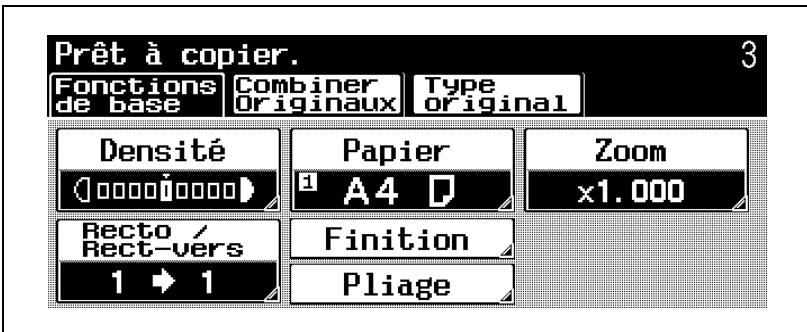 Prêt à copier. 3
Fonctions de base
Combiner Originaux
Type original
Densité
Papier
Zoom
1 A4
x1.000
Recto / Rect-vers
Finition
1 → 1
Pliage